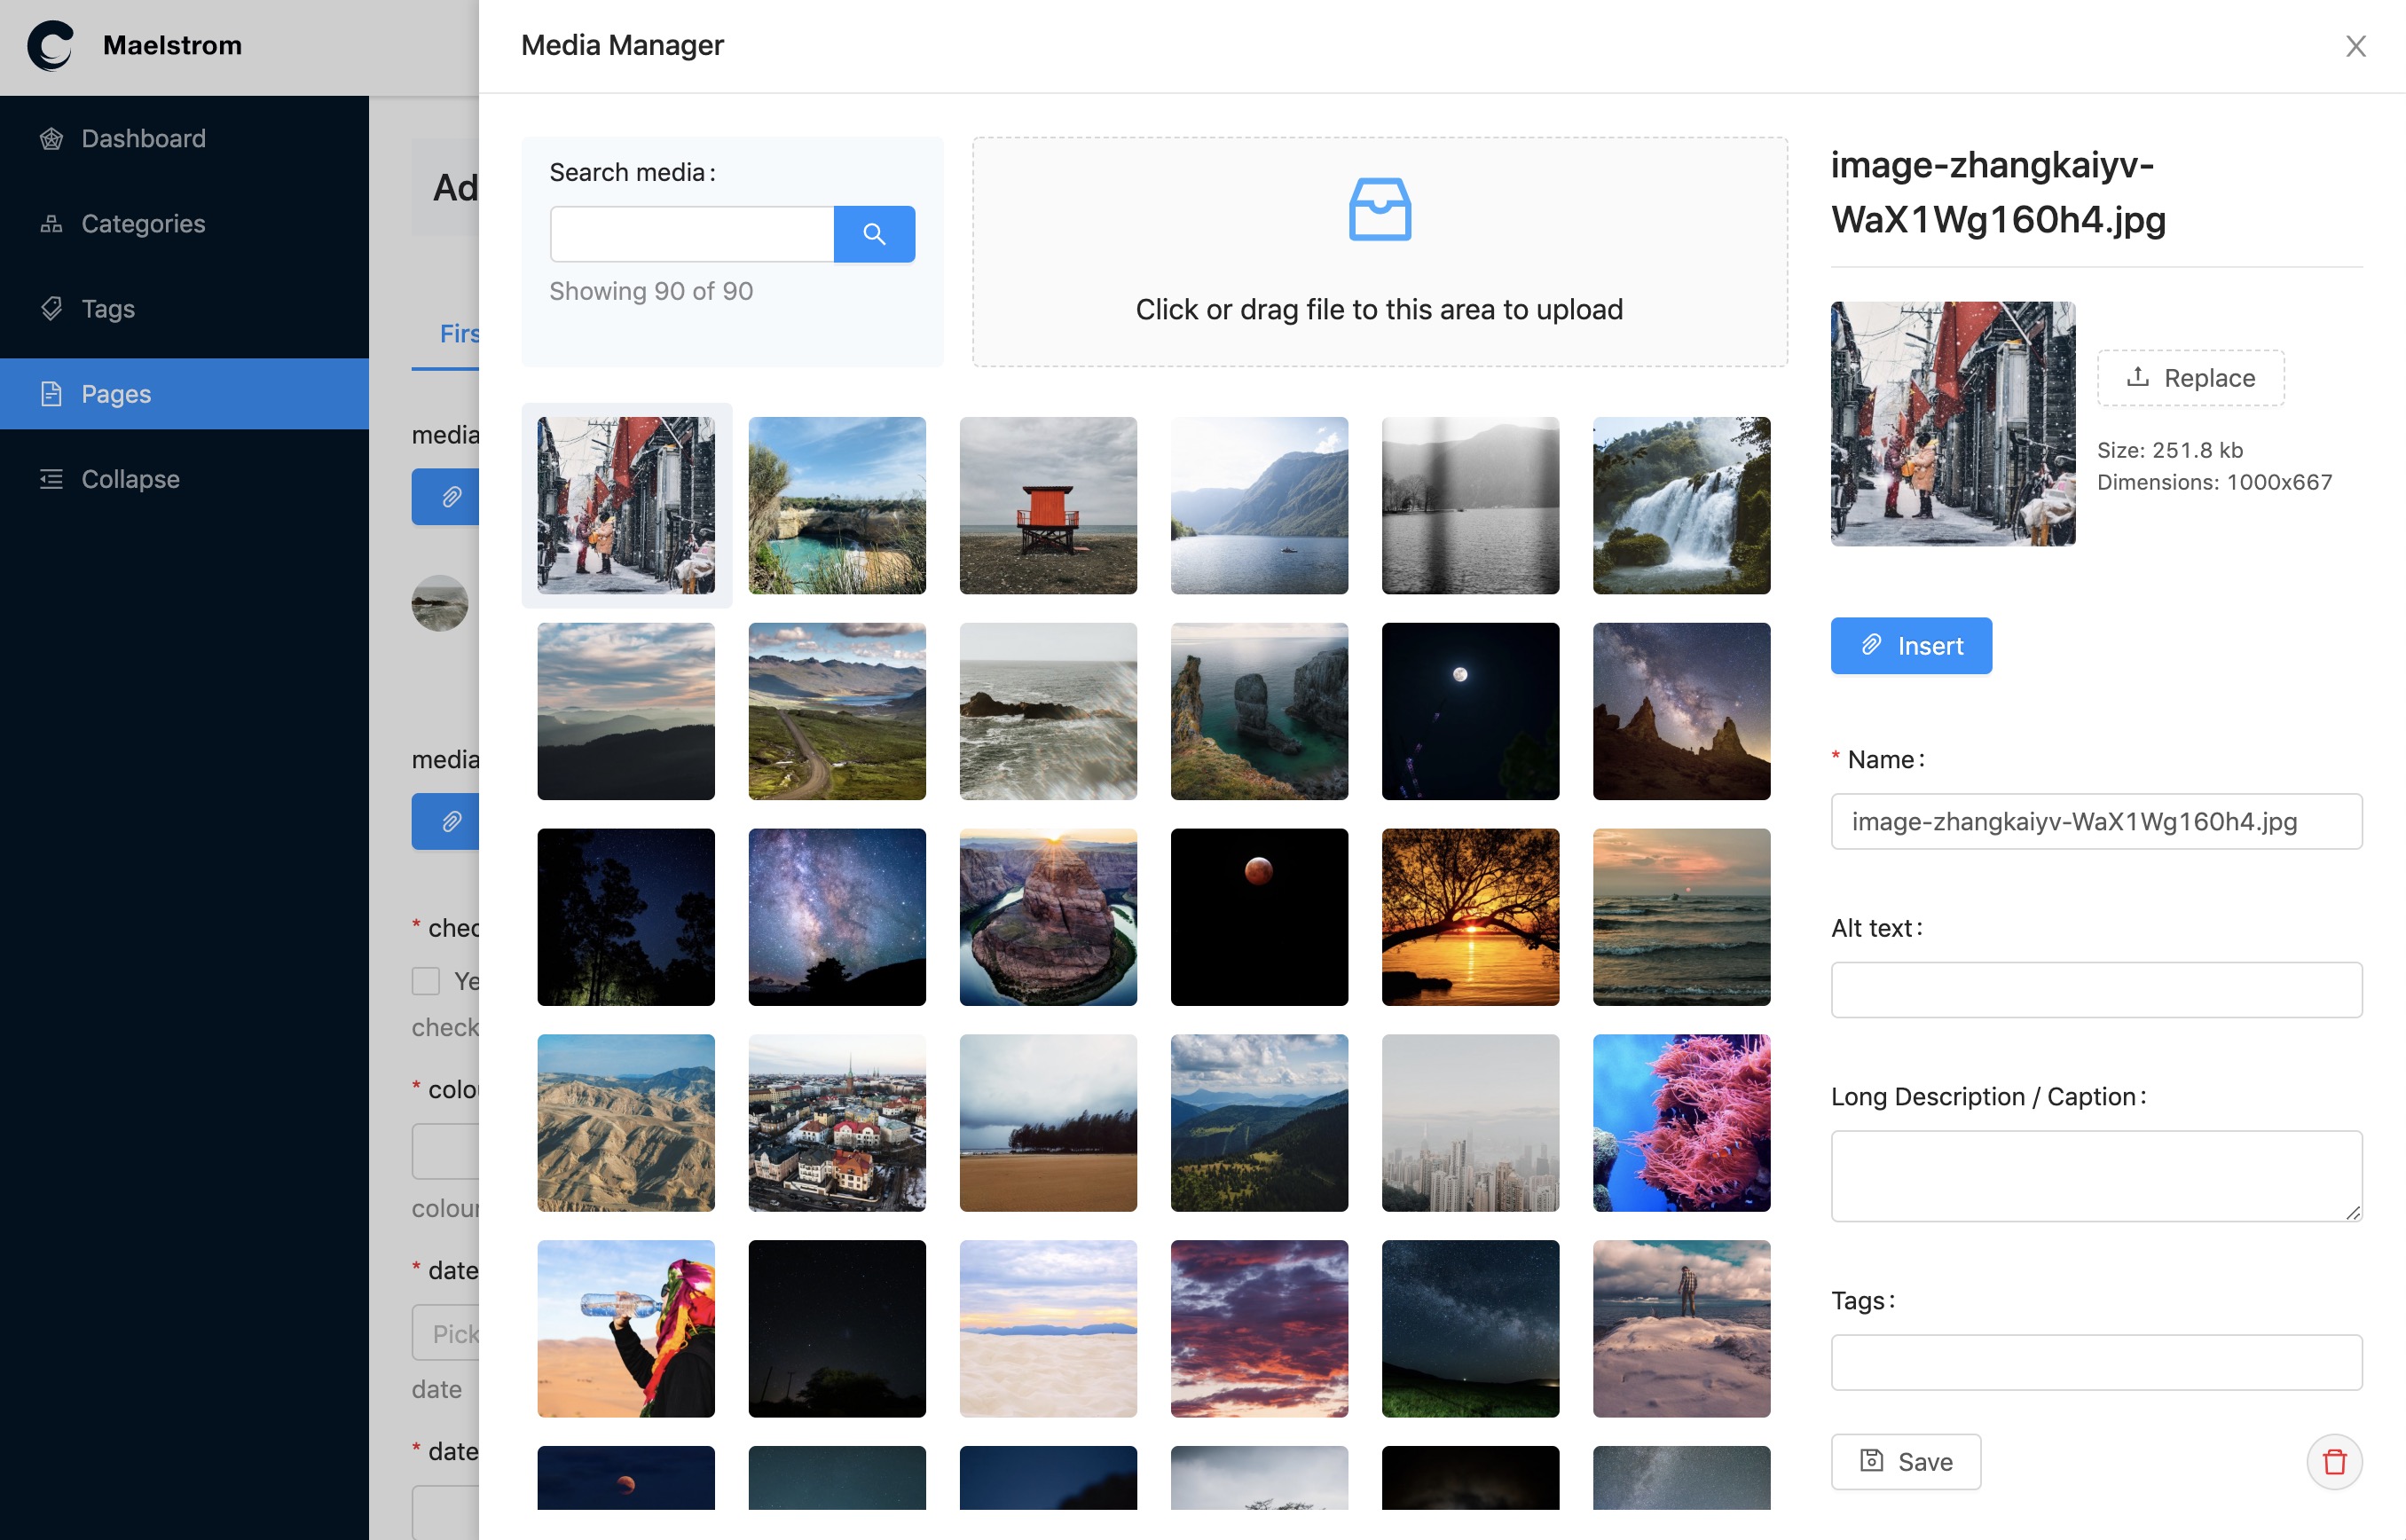 Maelstrom
Dashboard
Categories
Tags
Pages
Collapse
Ad
Firs
media
media
* chec
Ye
check
* colou
colour
* date
Pick
date
* date
Media Manager
Search media:
Showing 90 of 90
Click or drag file to this area to upload
image-zhangkaiyv-
WaX1Wg160h4.jpg
Replace
Size: 251.8 kb
Dimensions: 1000x667
Insert
* Name:
image-zhangkaiyv-WaX1Wg160h4.jpg
Alt text:
Long Description / Caption:
Tags:
Save